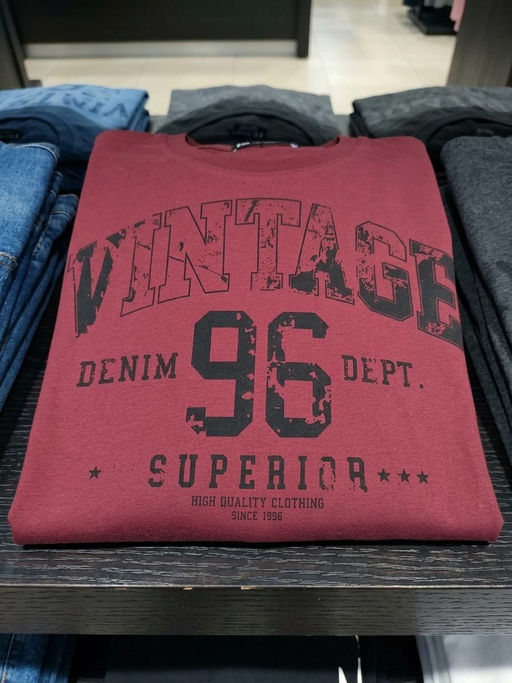 VINTAGE
DENIM 96 DEPT.
SUPERIOR
HIGH QUALITY CLOTHING
SINCE 1996